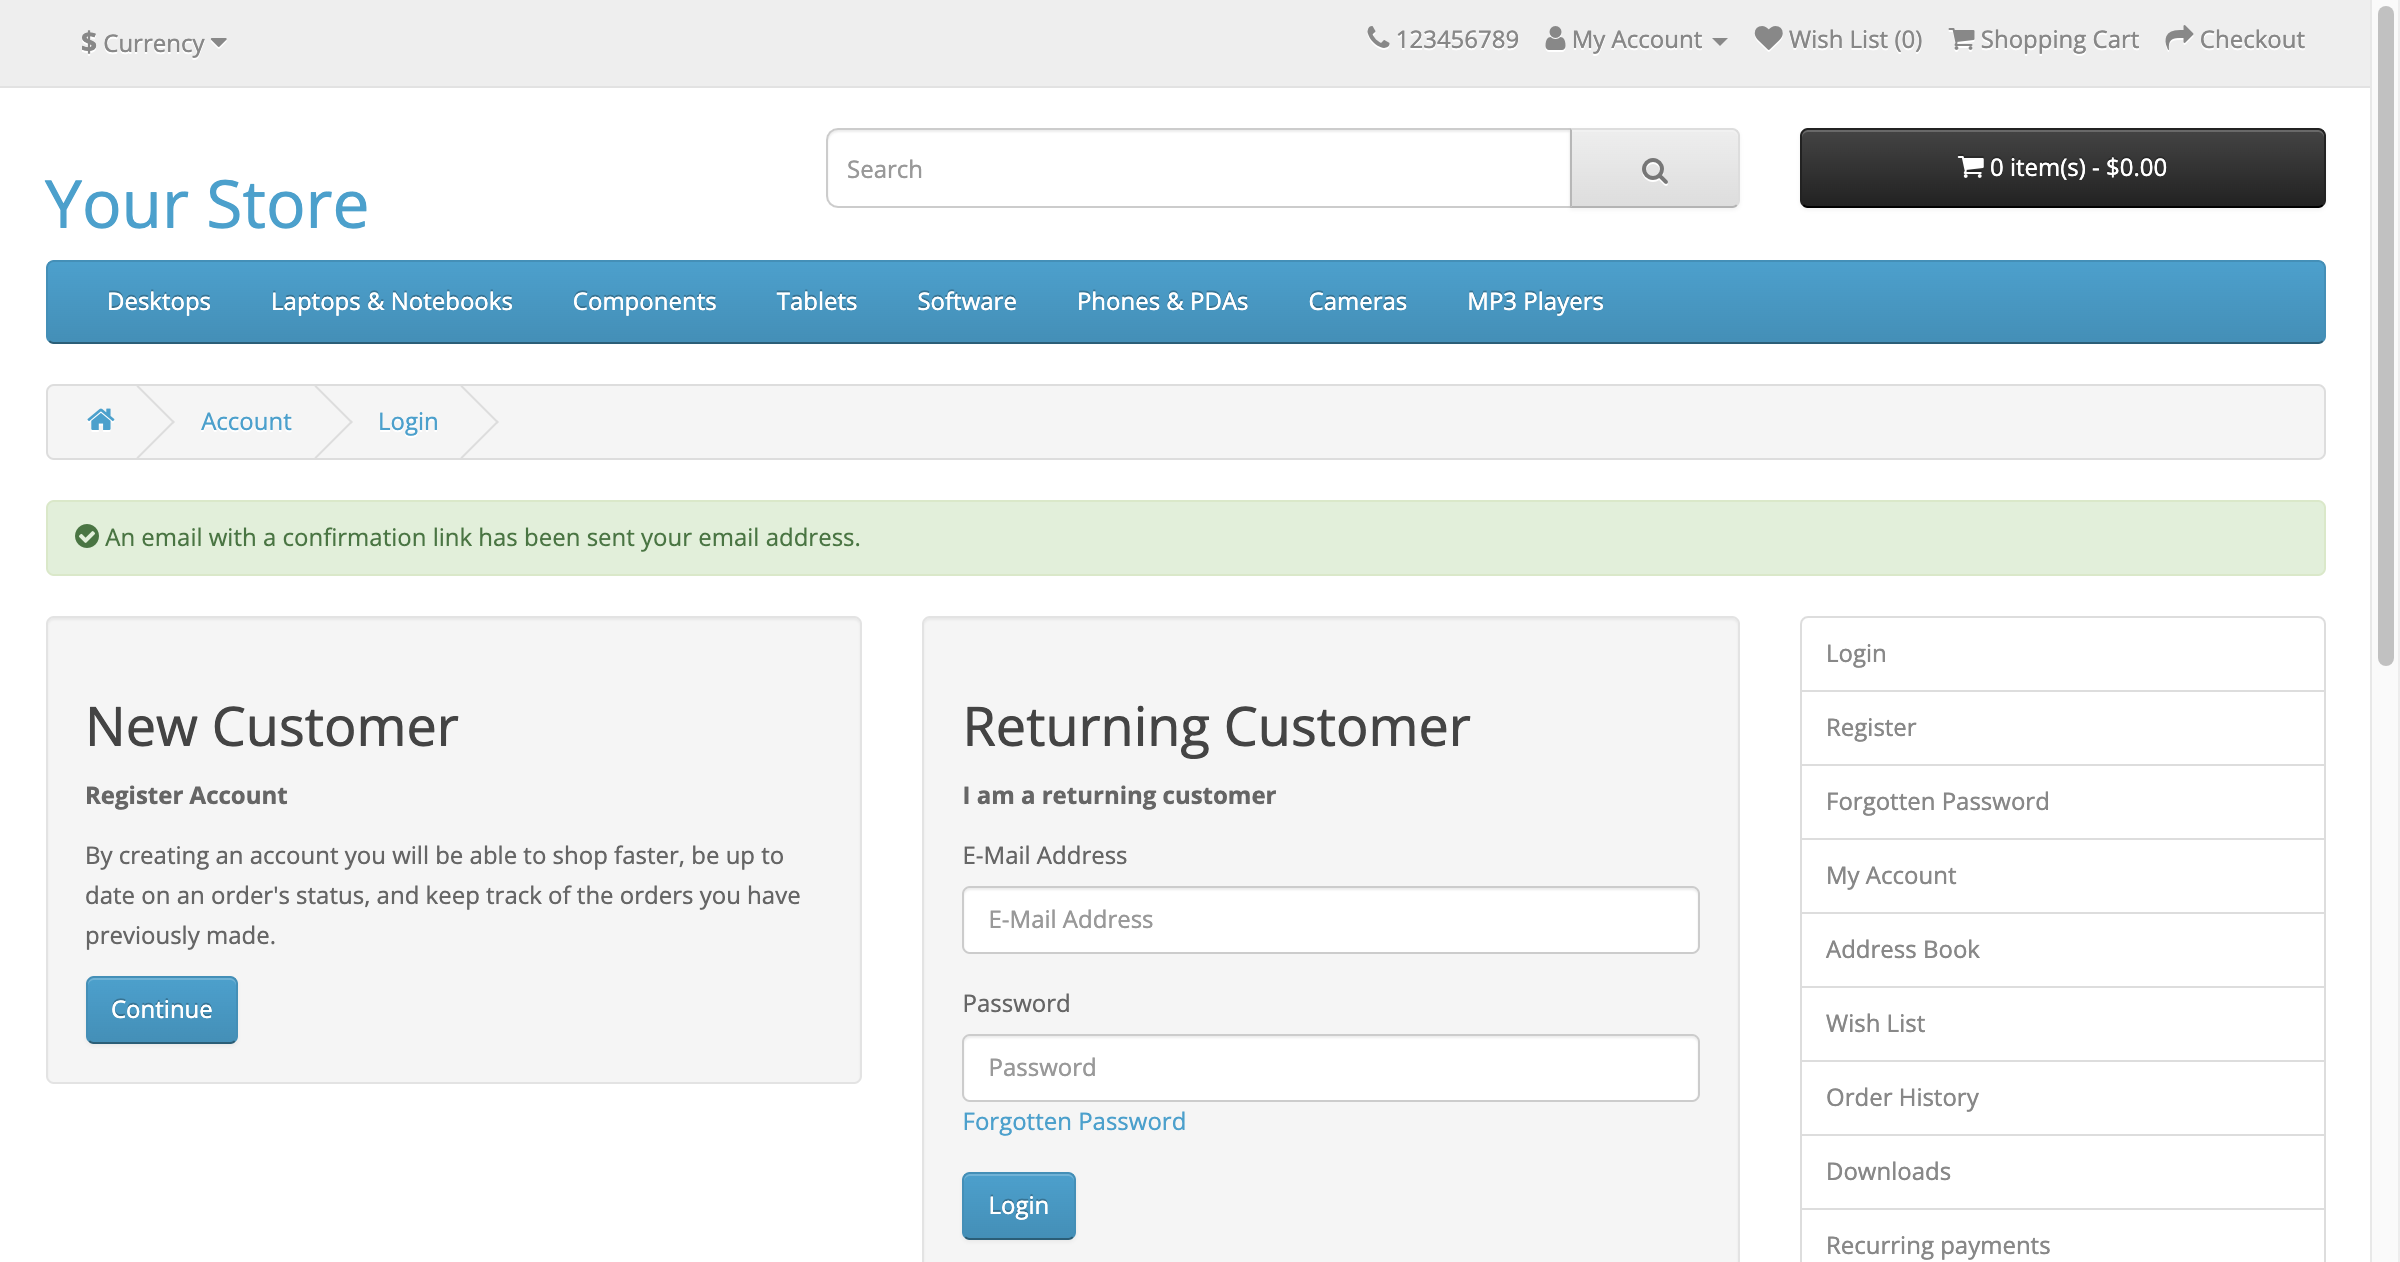 $ Currency
123456789 My Account Wish List (0) Shopping Cart Checkout
Your Store
Search
0 item(s) - $0.00
Desktops Laptops & Notebooks Components Tablets Software Phones & PDAs Cameras MP3 Players
Account Login
An email with a confirmation link has been sent your email address.
New Customer
Register Account
By creating an account you will be able to shop faster, be up to
date on an order's status, and keep track of the orders you have
previously made.
Continue
Returning Customer
I am a returning customer
E-Mail Address
E-Mail Address
Password
Password
Forgotten Password
Login
Login
Register
Forgotten Password
My Account
Address Book
Wish List
Order History
Downloads
Recurring payments